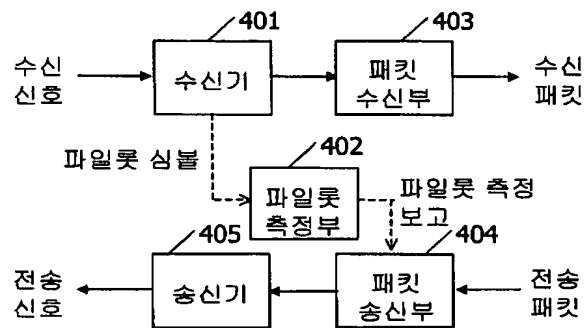 401
403
수신
신호
수신기
패킷
수신부
수신
패킷
파일롯 심볼
402
파일롯
측정부
파일롯 측정
보고
405
404
전송
신호
송신기
패킷
송신부
전송
패킷